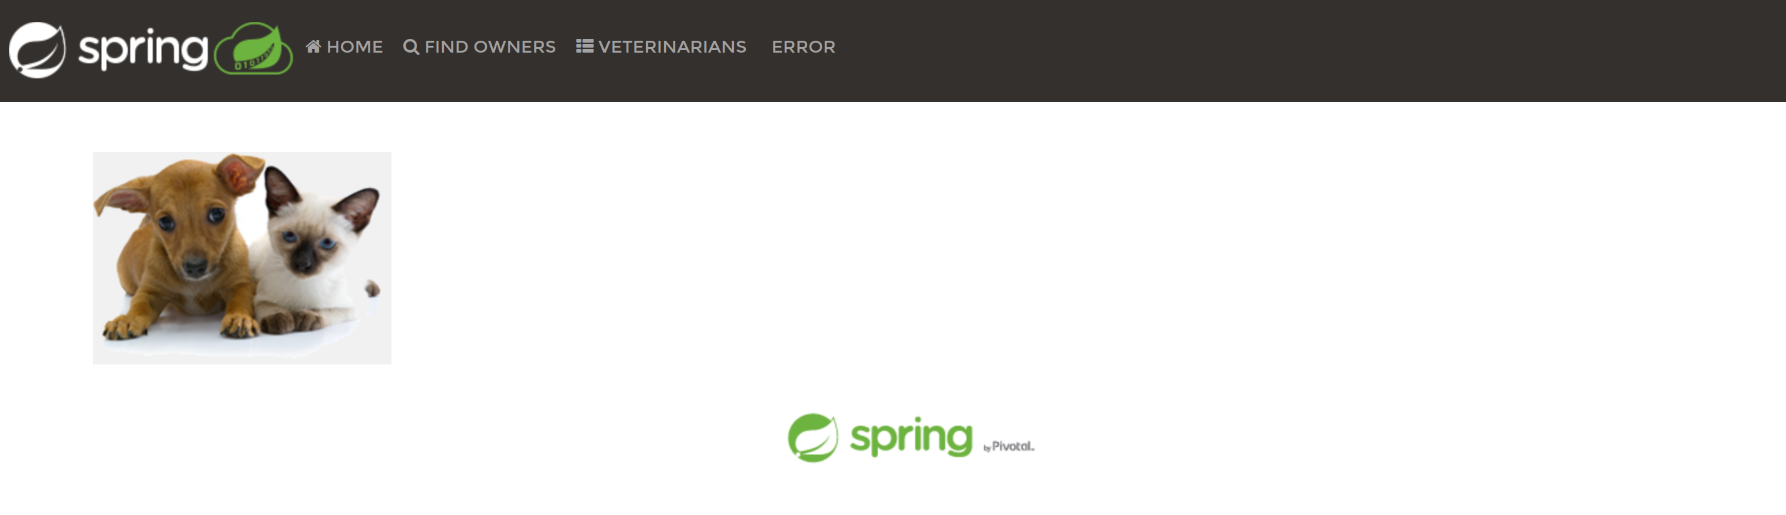 spring HOME FIND OWNERS VETERINARIANS ERROR
spring by Pivotal